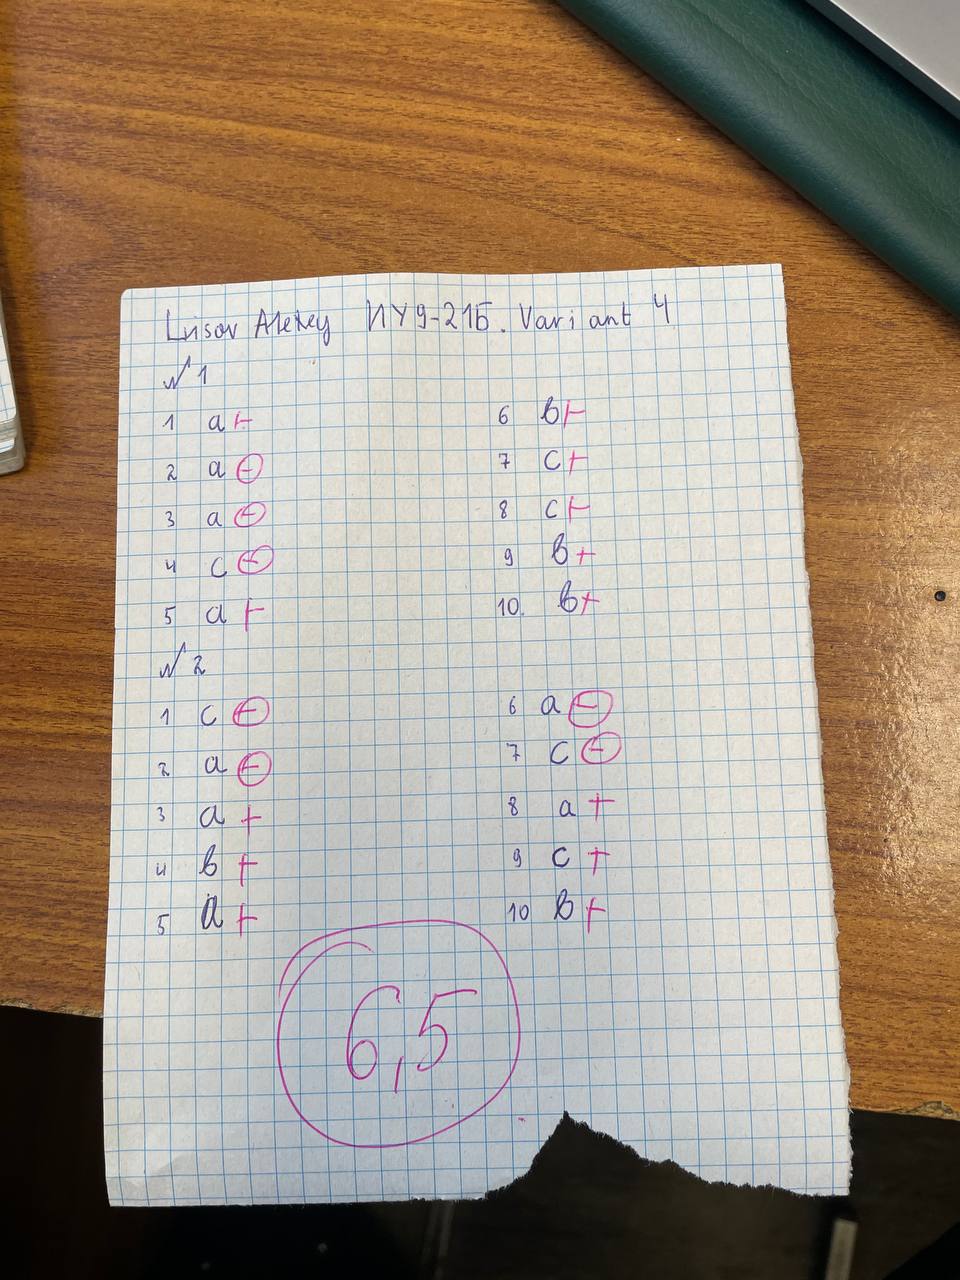 Lisov Alexey ИУ9-21Б. Variant 4
№1
1 a +
2 a -
3 a -
4 c -
5 a +
6 b +
7 c +
8 c +
9 b +
10. b +
№2
1 c -
2 a -
3 a +
4 b +
5 a +
6 a -
7 c -
8 a +
9 c +
10 b +
6,5